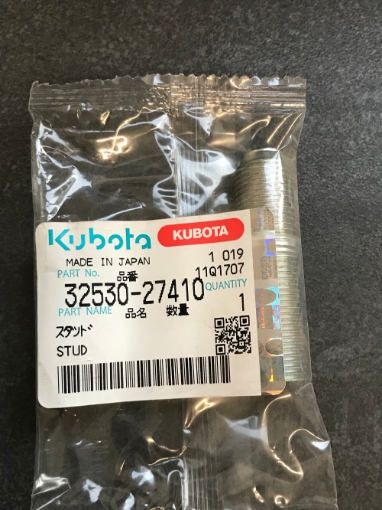 Kubota KUBOTA
MADE IN JAPAN 1 019
PART No. 品番 11Q1707
32530-27410 QUANTITY
PART NAME 品名 数量 1
スタツド
STUD